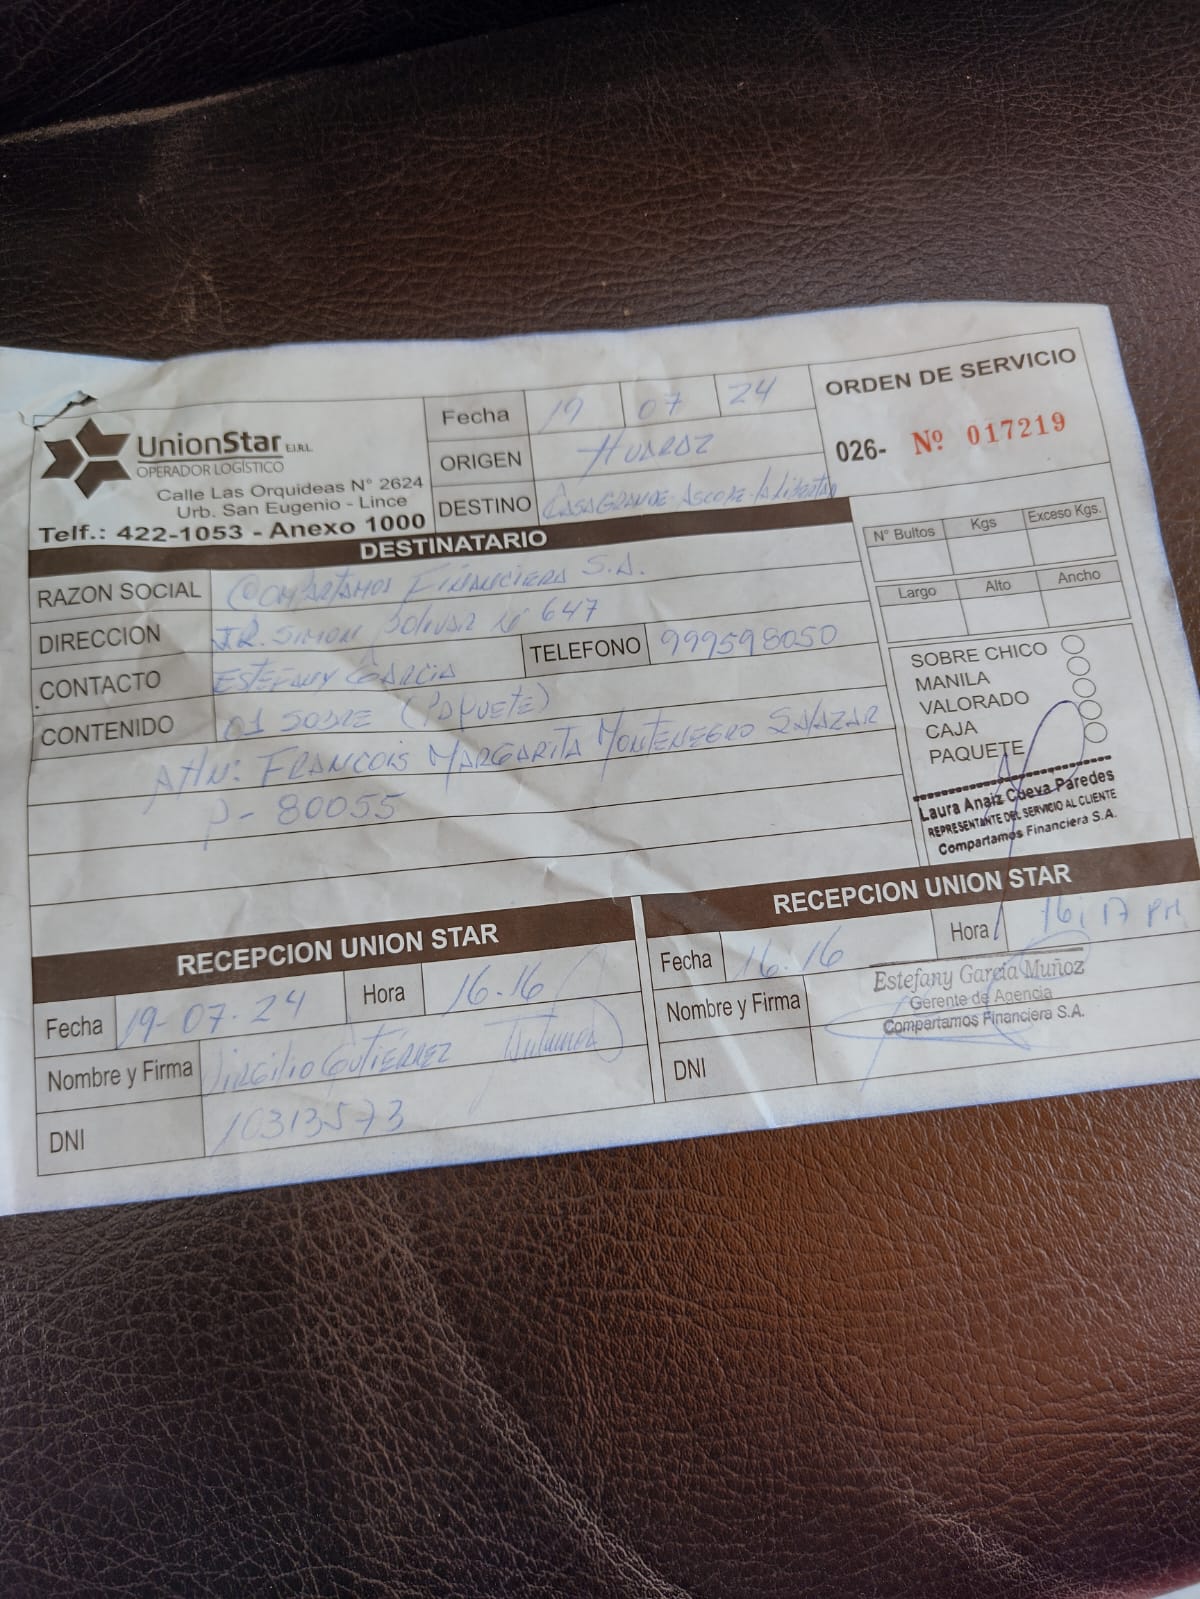 UnionStar E.I.R.L
OPERADOR LOGÍSTICO
Calle Las Orquideas N° 2624
Urb. San Eugenio - Lince
Telf.: 422-1053 - Anexo 1000
Fecha 19 07 24
ORIGEN HUARAZ
DESTINO CASAGRANDE-ASCOPE-LA LIBERTAD
ORDEN DE SERVICIO
026- Nº 017219
DESTINATARIO
RAZON SOCIAL COMPARTAMOS FINANCIERA S.A.
DIRECCION JR. SIMON BOLIVAR Nº 647
CONTACTO ESTEFANY GARCIA TELEFONO 999598050
CONTENIDO 01 SOBRE (PAQUETE)
Attn: FRANCOIS MARGARITA MONTENEGRO SALAZAR
P- 80055
N° Bultos Kgs Exceso Kgs.
Largo Alto Ancho
SOBRE CHICO
MANILA
VALORADO
CAJA
PAQUETE
Laura Anaiz Cueva Paredes
REPRESENTANTE DEL SERVICIO AL CLIENTE
Compartamos Financiera S.A.
RECEPCION UNION STAR
Fecha 19-07-24 Hora 16.16
Nombre y Firma VIRGILIO GUTIERREZ
DNI 10313573
RECEPCION UNION STAR
Fecha 16.16 Hora 16:17 PM
Nombre y Firma
Estefany García Muñoz
Gerente de Agencia
Compartamos Financiera S.A.
DNI